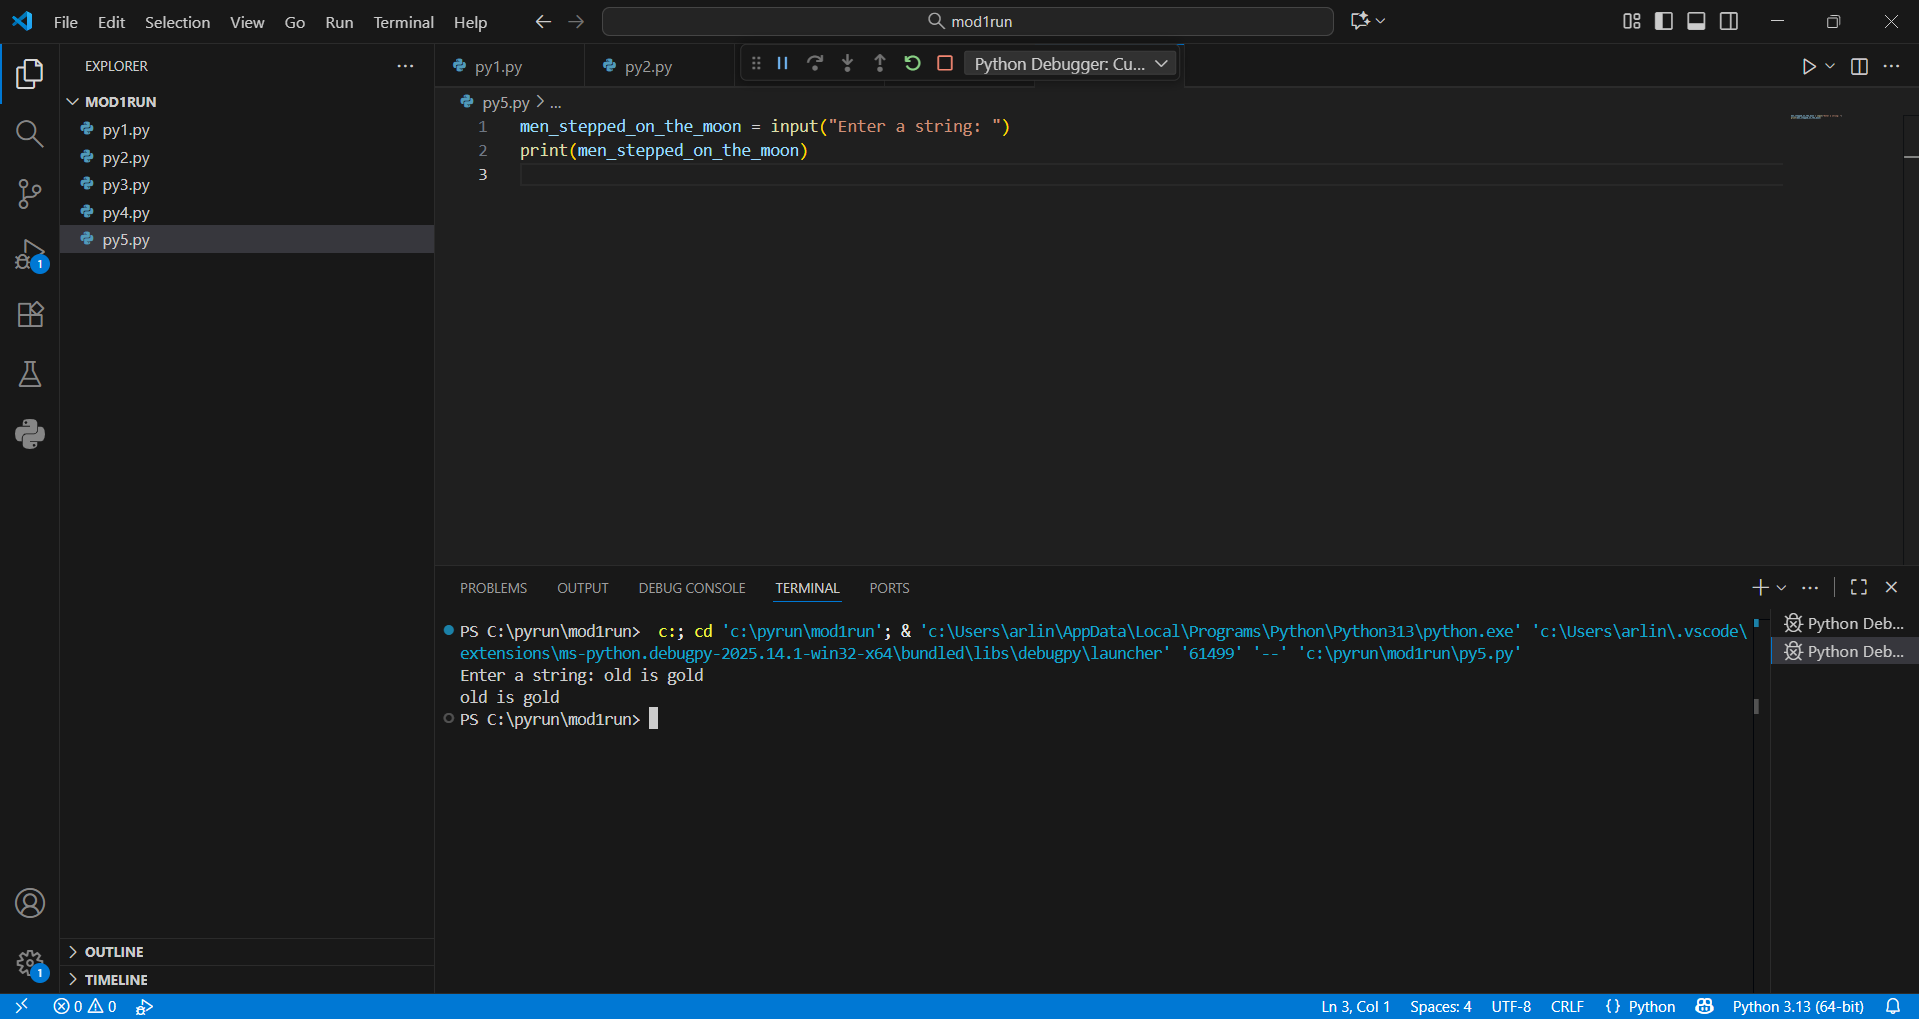 File Edit Selection View Go Run Terminal Help
mod1run
EXPLORER
MOD1RUN
py1.py
py2.py
py3.py
py4.py
py5.py
OUTLINE
TIMELINE
1
1
py1.py
py2.py
Python Debugger: Cu...
py5.py > ...
1 men_stepped_on_the_moon = input("Enter a string: ")
2 print(men_stepped_on_the_moon)
3
PROBLEMS OUTPUT DEBUG CONSOLE TERMINAL PORTS
PS C:\pyrun\mod1run> c:; cd 'c:\pyrun\mod1run'; & 'c:\Users\arlin\AppData\Local\Programs\Python\Python313\python.exe' 'c:\Users\arlin\.vscode\
extensions\ms-python.debugpy-2025.14.1-win32-x64\bundled\libs\debugpy\launcher' '61499' '--' 'c:\pyrun\mod1run\py5.py'
Enter a string: old is gold
old is gold
PS C:\pyrun\mod1run>
Python Deb...
Python Deb...
0 0
Ln 3, Col 1 Spaces: 4 UTF-8 CRLF {} Python Python 3.13 (64-bit)